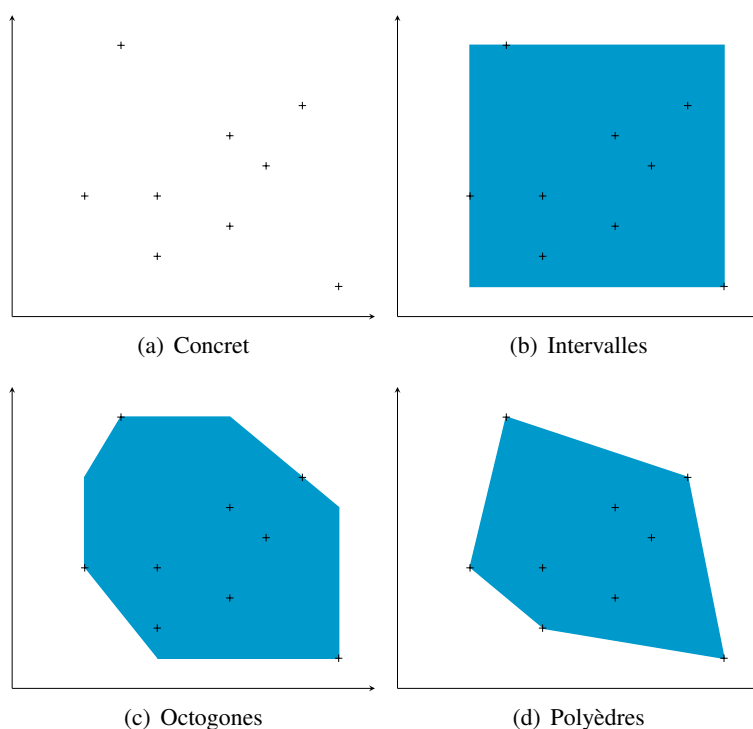 (a) Concret
(b) Intervalles
(c) Octogones
(d) Polyèdres